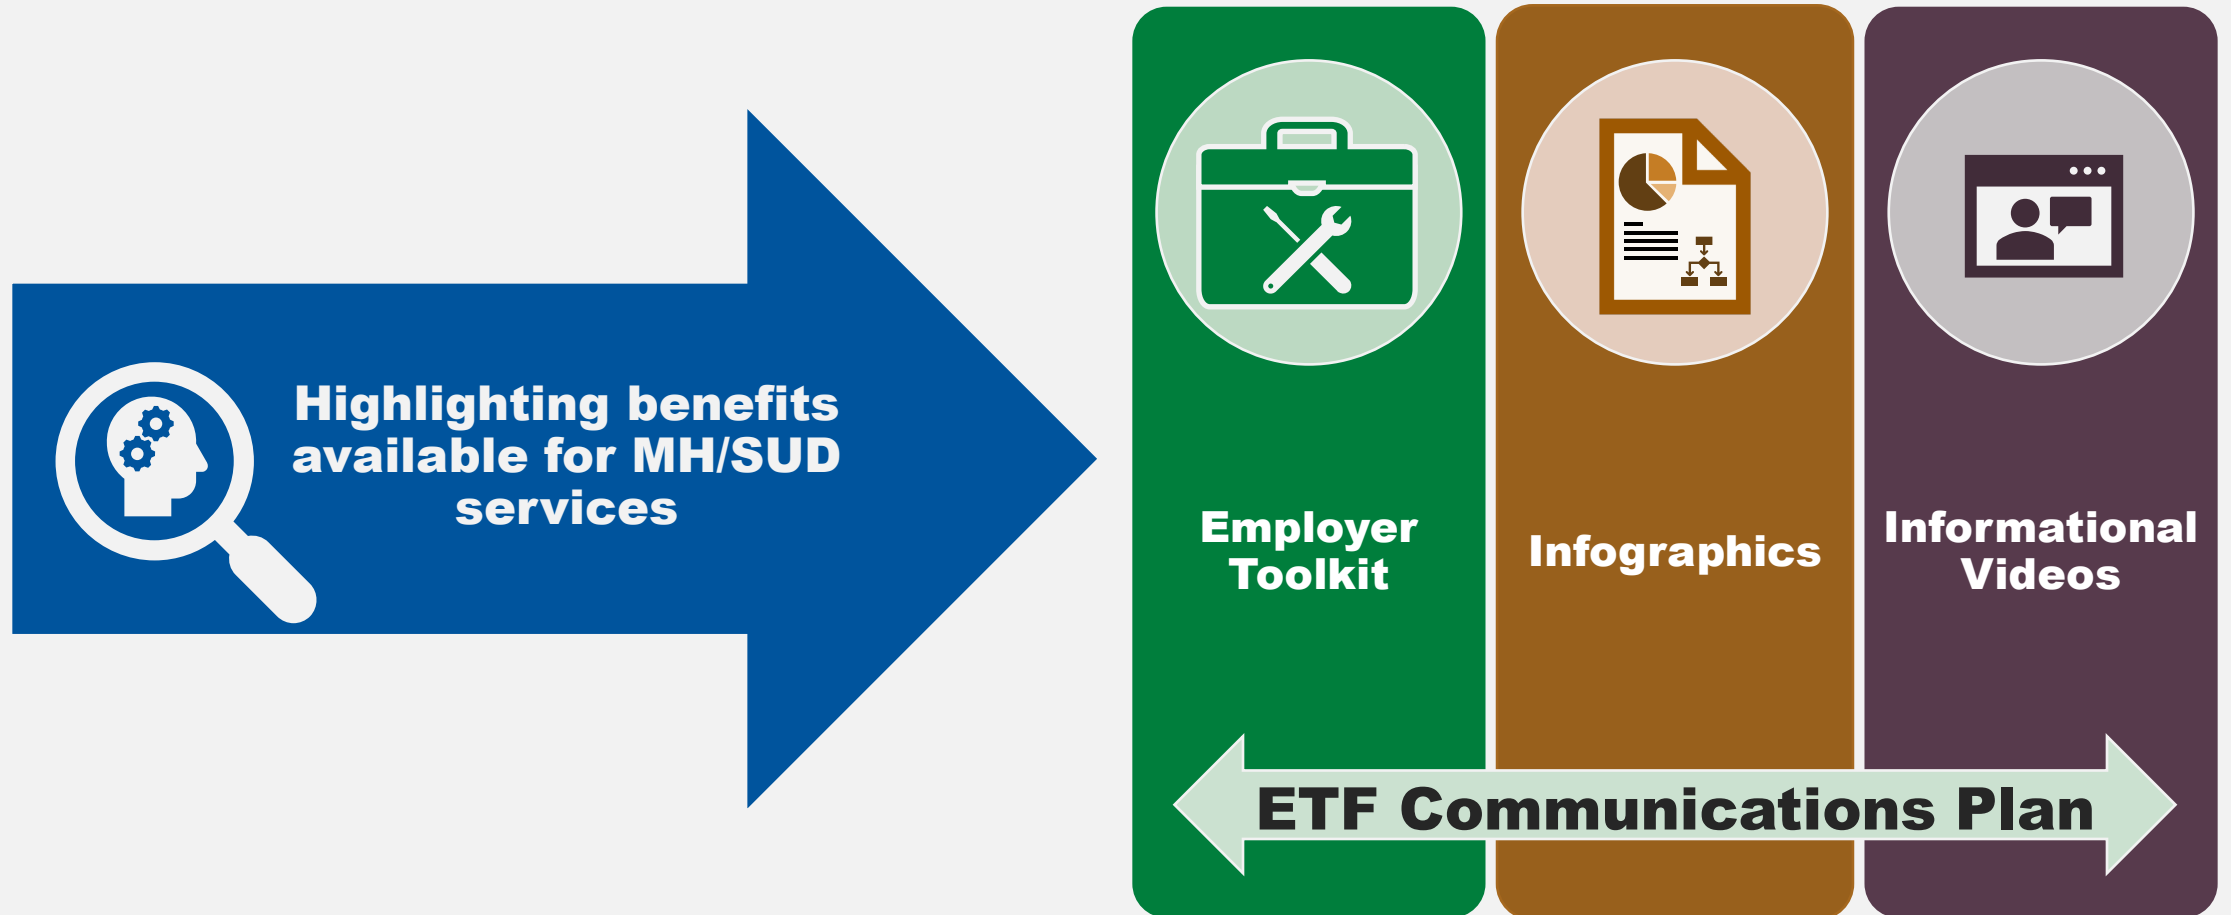 Highlighting benefits
available for MH/SUD
services
Employer
Toolkit
Infographics
Informational
Videos
ETF Communications Plan